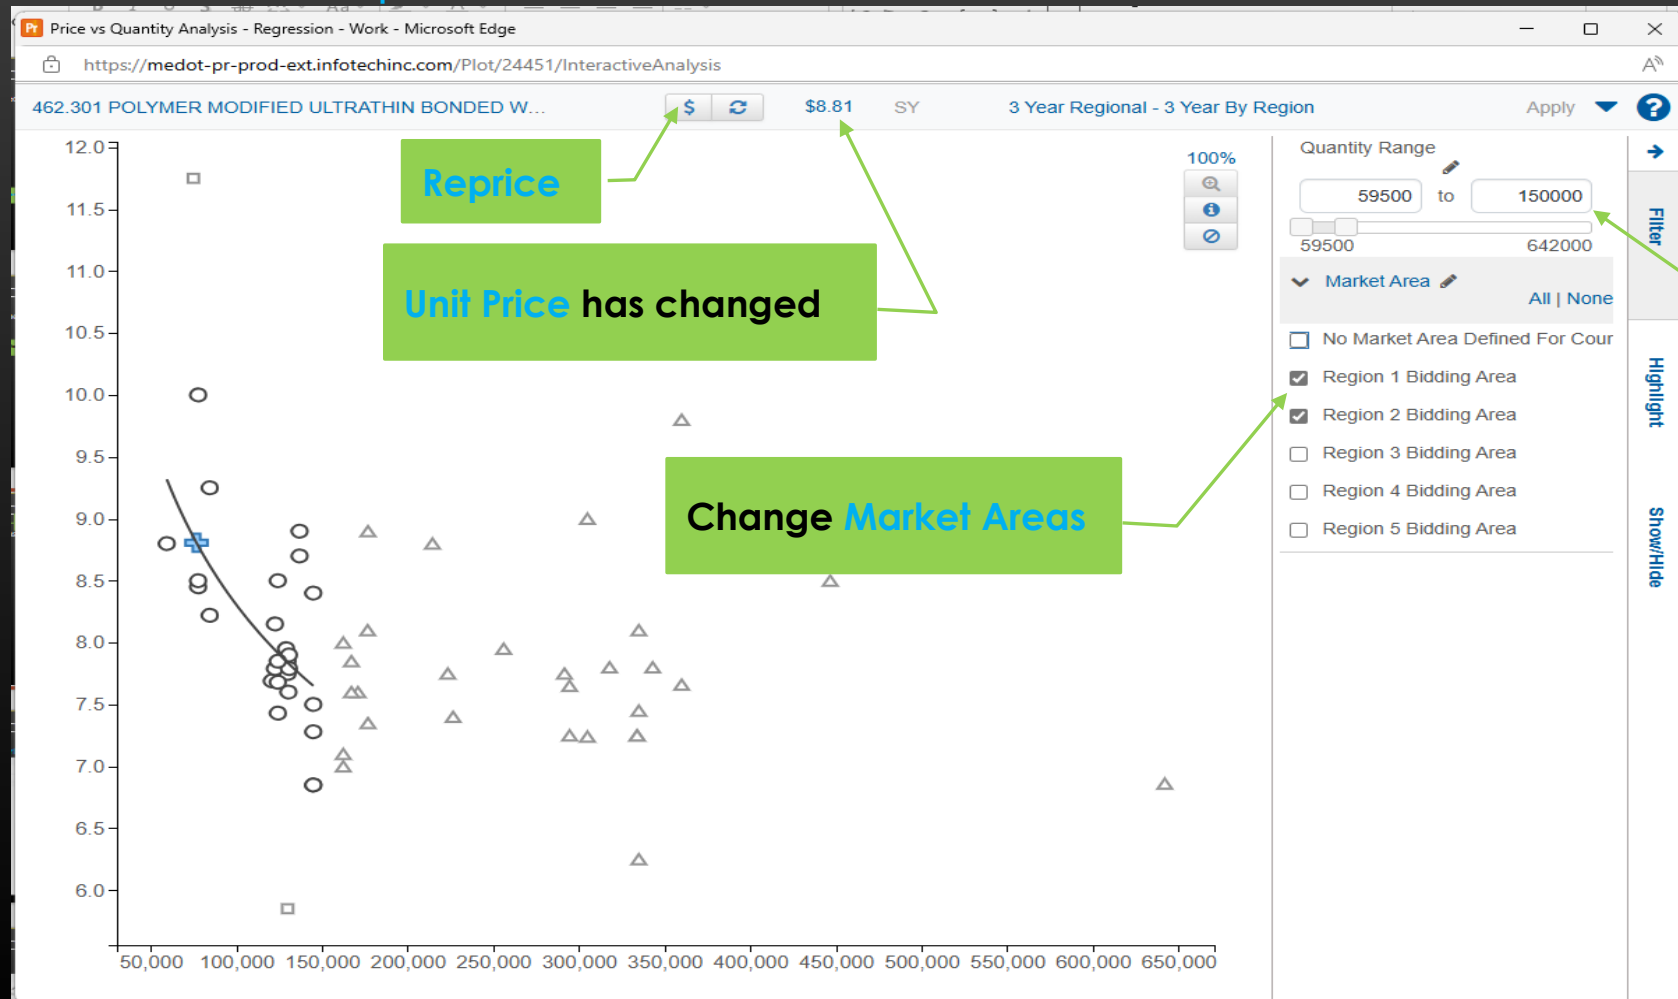 Price vs Quantity Analysis - Regression - Work - Microsoft Edge
https://medot-pr-prod-ext.infotechinc.com/Plot/24451/InteractiveAnalysis
462.301 POLYMER MODIFIED ULTRATHIN BONDED W...
$
$8.81
SY
3 Year Regional - 3 Year By Region
Apply
?
Reprice
Unit Price has changed
Change Market Areas
100%
12.0
11.5
11.0
10.5
10.0
9.5
9.0
8.5
8.0
7.5
7.0
6.5
6.0
50,000 100,000 150,000 200,000 250,000 300,000 350,000 400,000 450,000 500,000 550,000 600,000 650,000
Quantity Range
59500 to 150000
59500 642000
Market Area
All | None
No Market Area Defined For Cour
Region 1 Bidding Area
Region 2 Bidding Area
Region 3 Bidding Area
Region 4 Bidding Area
Region 5 Bidding Area
Filter
Highlight
Show/Hide